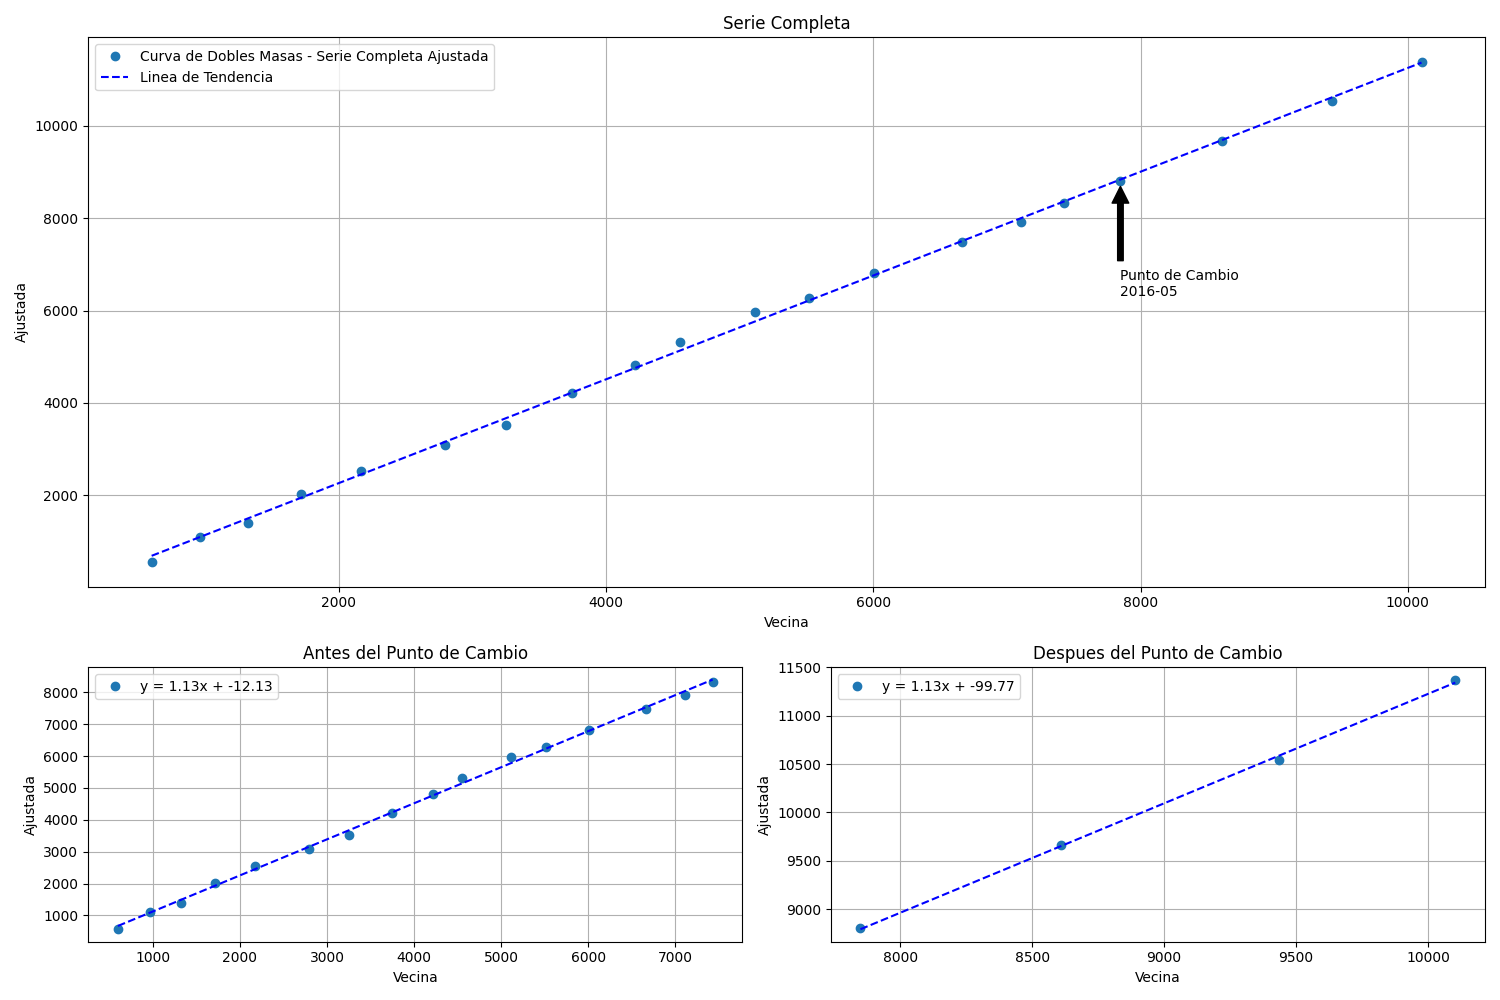 Serie Completa
Curva de Dobles Masas - Serie Completa Ajustada
Linea de Tendencia
10000
8000
6000
4000
2000
Ajustada
Punto de Cambio
2016-05
2000
4000
6000
8000
10000
Vecina
Antes del Punto de Cambio
y = 1.13x + -12.13
8000
7000
6000
5000
4000
3000
2000
1000
Ajustada
1000
2000
3000
4000
5000
6000
7000
Vecina
Despues del Punto de Cambio
y = 1.13x + -99.77
11500
11000
10500
10000
9500
9000
Ajustada
8000
8500
9000
9500
10000
Vecina